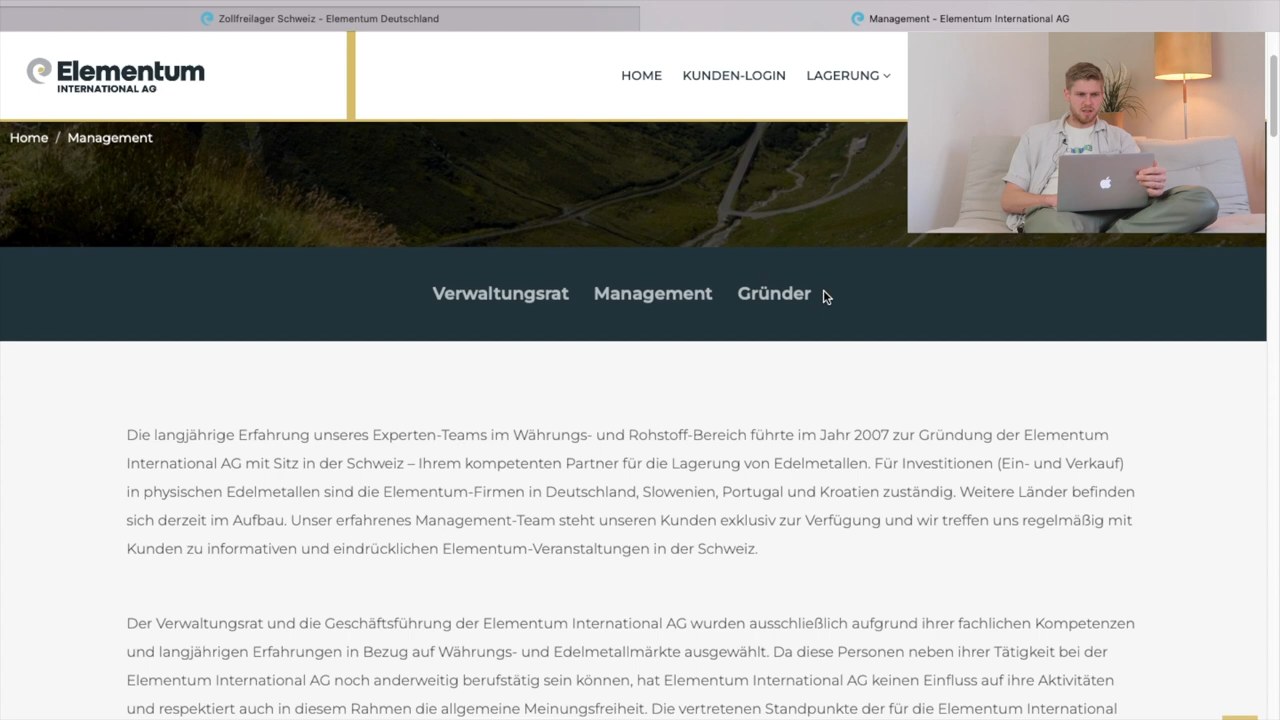 Zollfreilager Schweiz - Elementum Deutschland
Management - Elementum International AG
Elementum
INTERNATIONAL AG
HOME KUNDEN-LOGIN LAGERUNG
Home / Management
Verwaltungsrat Management Gründer
Die langjährige Erfahrung unseres Experten-Teams im Währungs- und Rohstoff-Bereich führte im Jahr 2007 zur Gründung der Elementum
International AG mit Sitz in der Schweiz – Ihrem kompetenten Partner für die Lagerung von Edelmetallen. Für Investitionen (Ein- und Verkauf)
in physischen Edelmetallen sind die Elementum-Firmen in Deutschland, Slowenien, Portugal und Kroatien zuständig. Weitere Länder befinden
sich derzeit im Aufbau. Unser erfahrenes Management-Team steht unseren Kunden exklusiv zur Verfügung und wir treffen uns regelmäßig mit
Kunden zu informativen und eindrücklichen Elementum-Veranstaltungen in der Schweiz.
Der Verwaltungsrat und die Geschäftsführung der Elementum International AG wurden ausschließlich aufgrund ihrer fachlichen Kompetenzen
und langjährigen Erfahrungen in Bezug auf Währungs- und Edelmetallmärkte ausgewählt. Da diese Personen neben ihrer Tätigkeit bei der
Elementum International AG noch anderweitig berufstätig sein können, hat Elementum International AG keinen Einfluss auf ihre Aktivitäten
und respektiert auch in diesem Rahmen die allgemeine Meinungsfreiheit. Die vertretenen Standpunkte der für die Elementum International